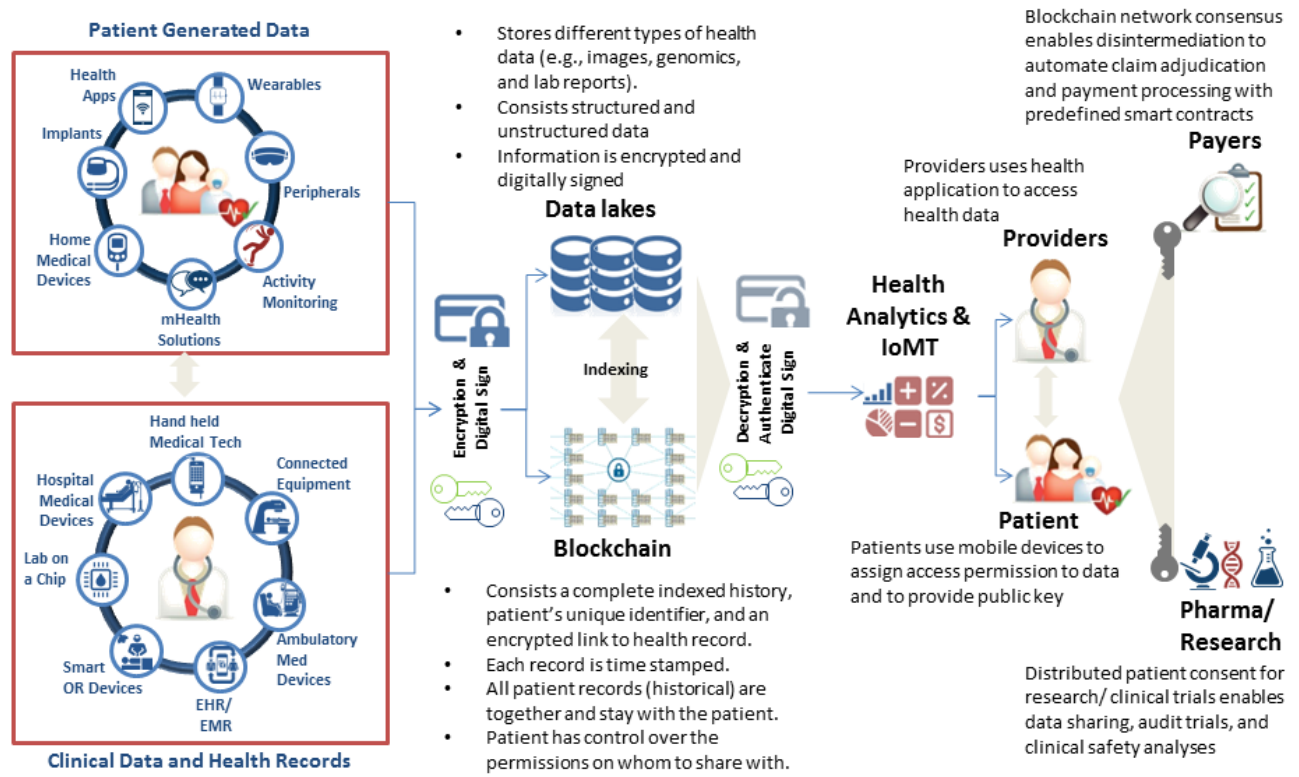 Patient Generated Data
Health
Apps
Wearables
Implants
Peripherals
Home
Medical
Devices
Activity
Monitoring
mHealth
Solutions
Hand held
Medical Tech
Connected
Equipment
Hospital
Medical
Devices
Lab on
a Chip
Smart
OR Devices
EHR/
EMR
Ambulatory
Med
Devices
Clinical Data and Health Records
Encryption &
Digital Sign
• Stores different types of health
data (e.g., images, genomics,
and lab reports).
• Consists structured and
unstructured data
• Information is encrypted and
digitally signed
Data lakes
Indexing
Blockchain
• Consists a complete indexed history,
patient's unique identifier, and an
encrypted link to health record.
• Each record is time stamped.
• All patient records (historical) are
together and stay with the patient.
• Patient has control over the
permissions on whom to share with.
Decryption &
Authenticate
Digital Sign
Health
Analytics &
IoMT
Providers uses health
application to access
health data
Providers
Patient
Patients use mobile devices to
assign access permission to data
and to provide public key
Blockchain network consensus
enables disintermediation to
automate claim adjudication
and payment processing with
predefined smart contracts
Payers
Pharma/
Research
Distributed patient consent for
research/ clinical trials enables
data sharing, audit trials, and
clinical safety analyses